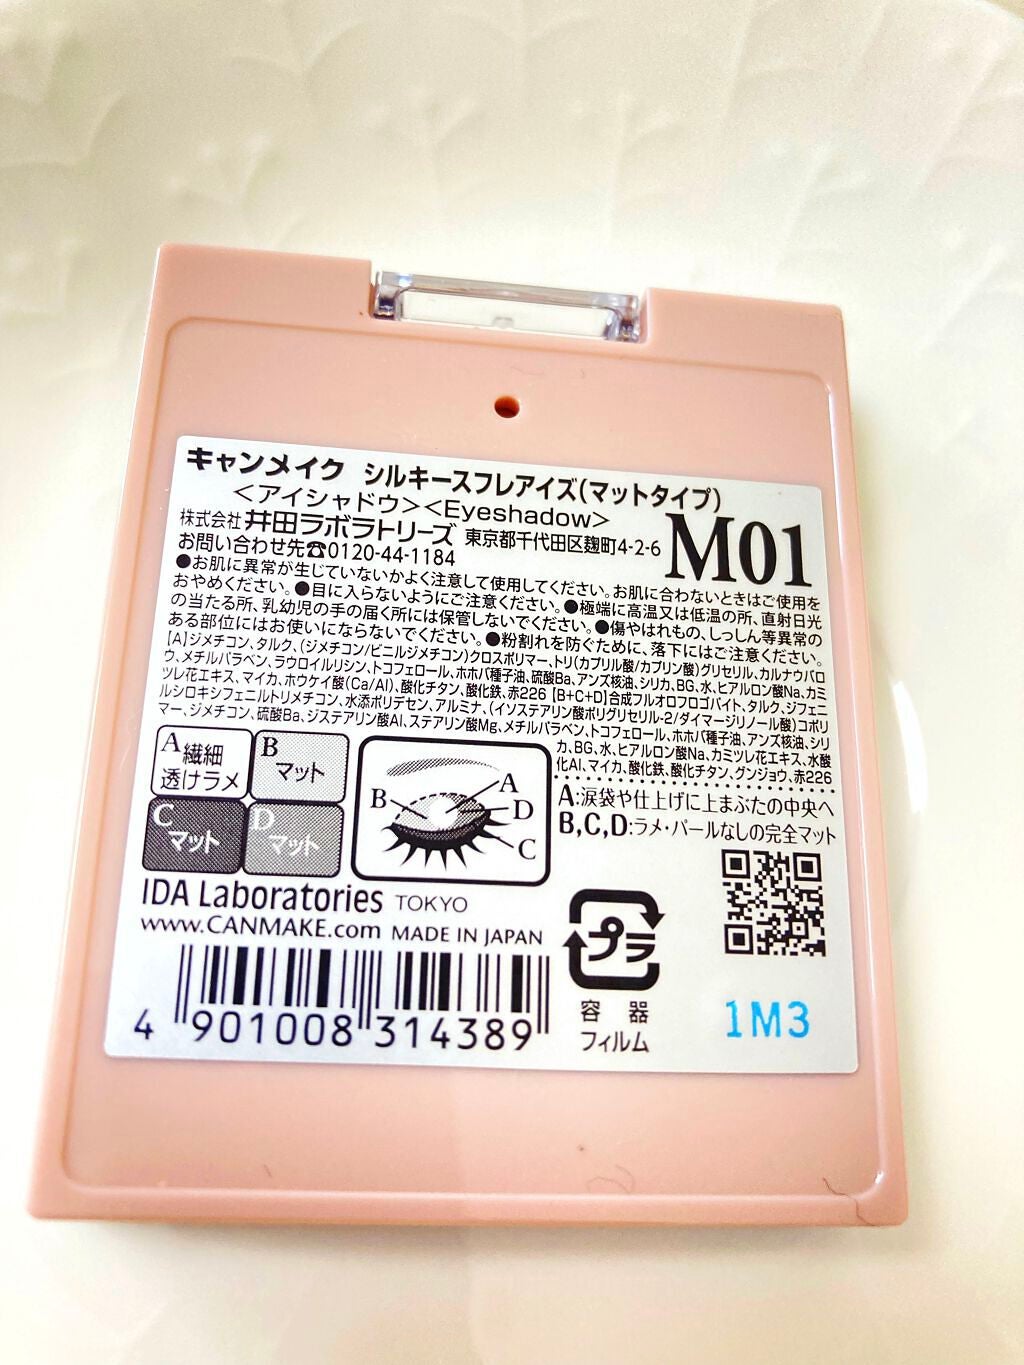 キャンメイク シルキースフレアイズ(マットタイプ)
<アイシャドウ><Eyeshadow>
株式会社 井田ラボラトリーズ 東京都千代田区麹町4-2-6
M01
お問い合わせ先☎0120-44-1184
●お肌に異常が生じていないかよく注意して使用してください。お肌に合わないときはご使用を
おやめください。●目に入らないようにご注意ください。●極端に高温又は低温の所、直射日光
の当たる所、乳幼児の手の届く所には保管しないでください。●傷やはれもの、しっしん等異常の
ある部位にはお使いにならないでください。●粉割れを防ぐために、落下にはご注意ください。
【A】ジメチコン、タルク、(ジメチコン/ビニルジメチコン)クロスポリマー、トリ(カプリル酸/カプリン酸)グリセリル、カルナウバロ
ウ、メチルパラベン、ラウロイルリシン、トコフェロール、ホホバ種子油、硫酸Ba、アンズ核油、シリカ、BG、水、ヒアルロン酸Na、カミ
ツレ花エキス、マイカ、ホウケイ酸(Ca/Al)、酸化チタン、酸化鉄、赤226【B+C+D】合成フルオロフロゴパイト、タルク、ジフェニ
ルシロキシフェニルトリメチコン、水添ポリデセン、アルミナ、(イソステアリン酸ポリグリセリル-2/ダイマージリノール酸)コポリ
マー、ジメチコン、硫酸Ba、ジステアリン酸Al、ステアリン酸Mg、メチルパラベン、トコフェロール、ホホバ種子油、アンズ核油、シリ
カ、BG、水、ヒアルロン酸Na、カミツレ花エキス、水酸
化Al、マイカ、酸化鉄、酸化チタン、グンジョウ、赤226
A 繊細
透けラメ
B マット
C マット
D マット
A
B
D
C
A:涙袋や仕上げに上まぶたの中央へ
B,C,D:ラメ・パールなしの完全マット
IDA Laboratories TOKYO
www.CANMAKE.com MADE IN JAPAN
4 901008 314389
プラ
容器
フィルム
1M3